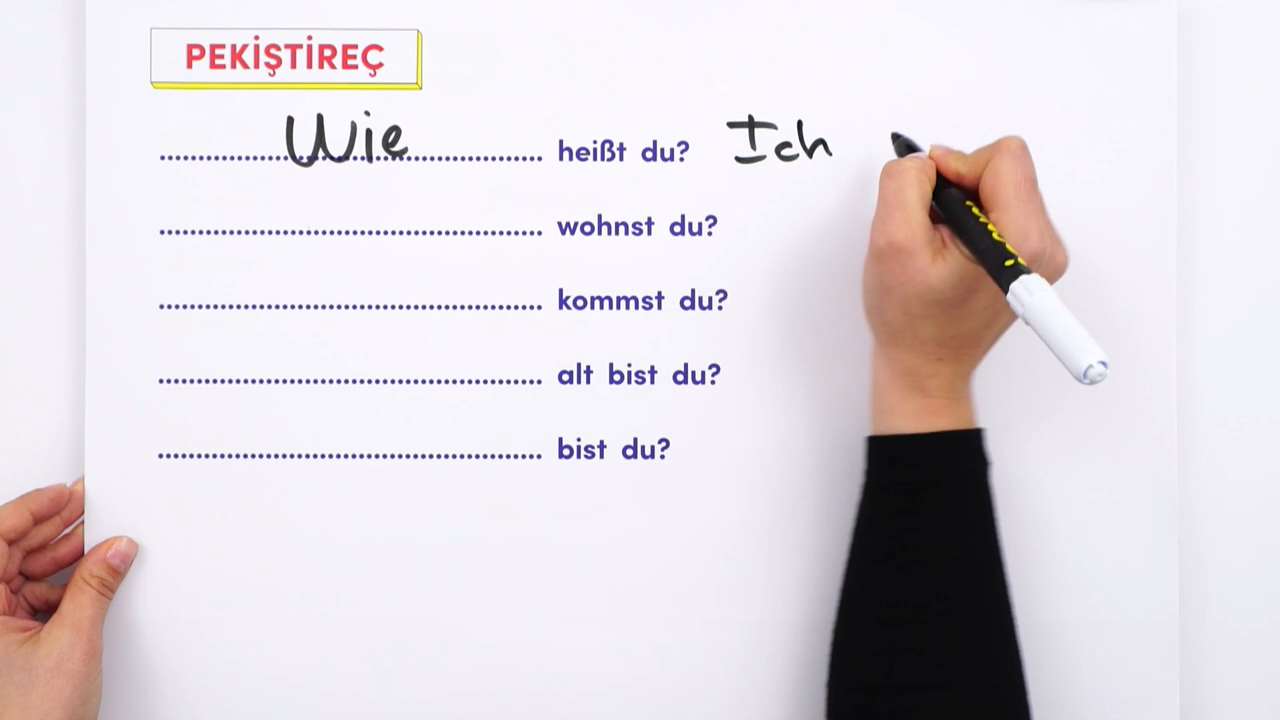 PEKİŞTİREÇ
Wie heißt du? Ich
wohnst du?
kommst du?
alt bist du?
bist du?